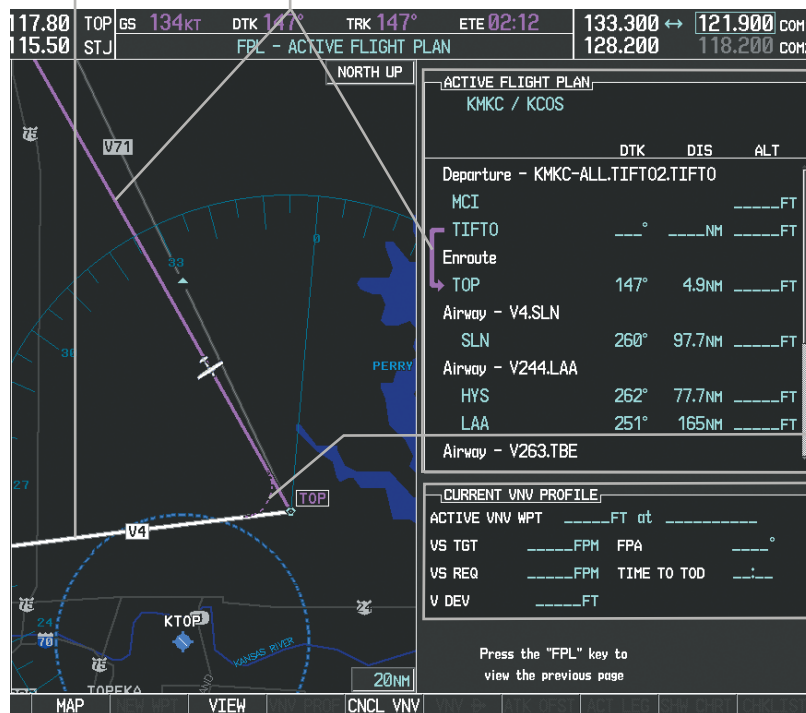 117.80 TOP GS 134KT DTK 147° TRK 147° ETE 02:12 133.300 ↔ 121.900 COM
115.50 STJ FPL - ACTIVE FLIGHT PLAN 128.200 118.200 COM
NORTH UP
V71
33
0
30
27
24
PERRY
TOP
V4
KTOP
KANSAS RIVER
TOPEKA
75
75
70
75
24
20NM
ACTIVE FLIGHT PLAN
KMKC / KCOS
DTK DIS ALT
Departure - KMKC-ALL.TIFTO2.TIFTO
MCI _____FT
TIFTO ___° ____NM _____FT
Enroute
TOP 147° 4.9NM _____FT
Airway - V4.SLN
SLN 260° 97.7NM _____FT
Airway - V244.LAA
HYS 262° 77.7NM _____FT
LAA 251° 165NM _____FT
Airway - V263.TBE
CURRENT VNV PROFILE
ACTIVE VNV WPT _____FT at __________
VS TGT _____FPM FPA ____°
VS REQ _____FPM TIME TO TOD __:__
V DEV _____FT
Press the "FPL" key to
view the previous page
MAP NEW WPT VIEW VNV PROF CNCL VNV VNV ATK OFST ACT LEG SHW CHRT CHKLIST